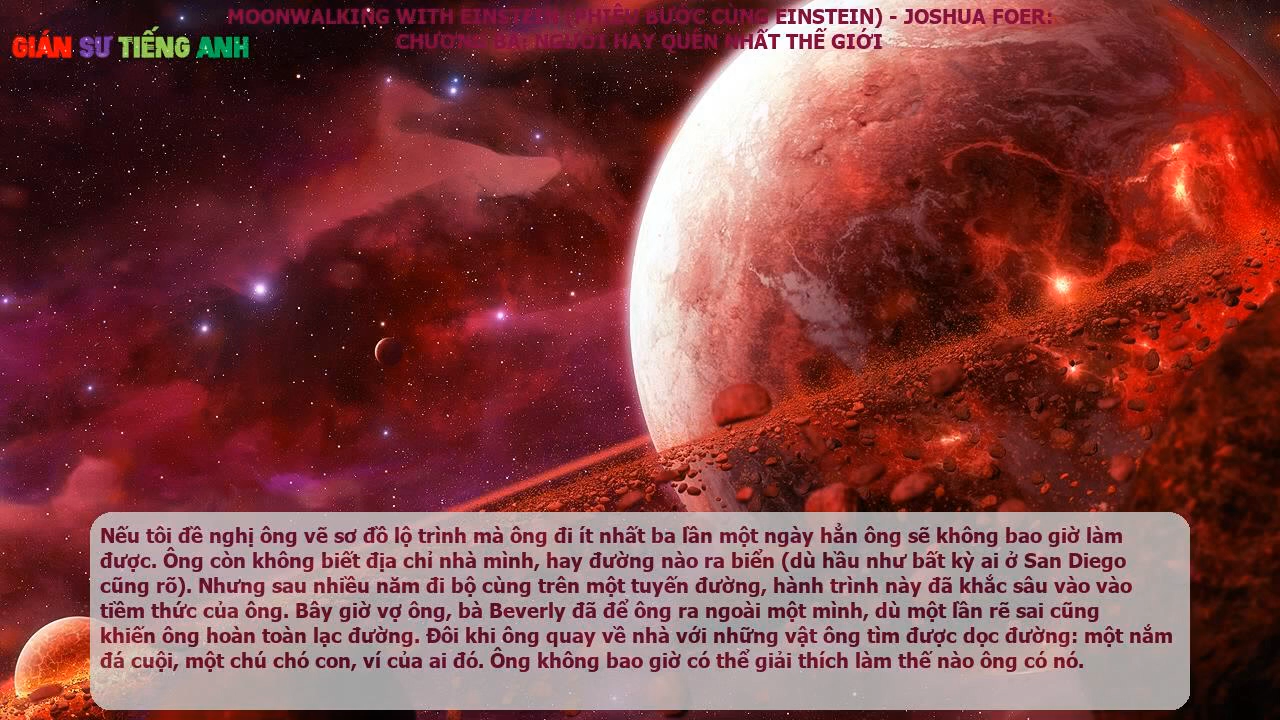 MOONWALKING WITH EINSTEIN (PHIÊU BƯỚC CÙNG EINSTEIN) - JOSHUA FOER:
CHƯƠNG BA: NGƯỜI HAY QUÊN NHẤT THẾ GIỚI
GIÁN SƯ TIẾNG ANH
Nếu tôi đề nghị ông vẽ sơ đồ lộ trình mà ông đi ít nhất ba lần một ngày hẳn ông sẽ không bao giờ làm
được. Ông còn không biết địa chỉ nhà mình, hay đường nào ra biển (dù hầu như bất kỳ ai ở San Diego
cũng rõ). Nhưng sau nhiều năm đi bộ cùng trên một tuyến đường, hành trình này đã khắc sâu vào vào
tiềm thức của ông. Bây giờ vợ ông, bà Beverly đã để ông ra ngoài một mình, dù một lần rẽ sai cũng
khiến ông hoàn toàn lạc đường. Đôi khi ông quay về nhà với những vật ông tìm được dọc đường: một nắm
đá cuội, một chú chó con, ví của ai đó. Ông không bao giờ có thể giải thích làm thế nào ông có nó.